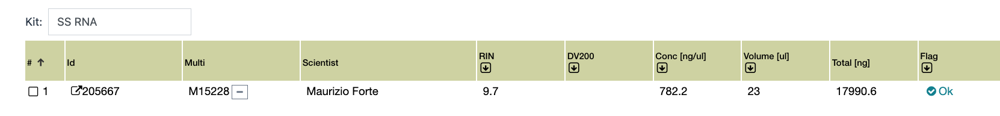 Kit: SS RNA
# Id Multi Scientist RIN DV200 Conc [ng/ul] Volume [ul] Total [ng] Flag
1 205667 M15228 Maurizio Forte 9.7 782.2 23 17990.6 Ok